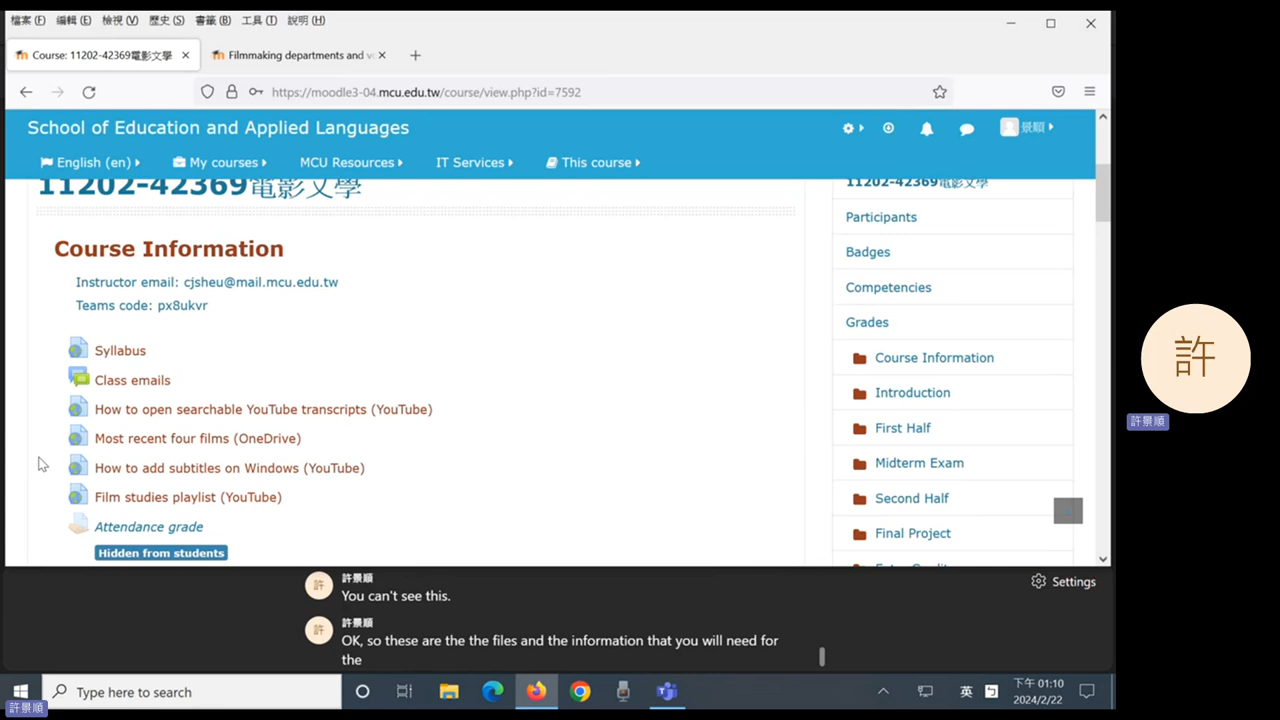 檔案(F) 編輯(E) 檢視(V) 歷史(S) 書籤(B) 工具(T) 說明(H)
Course: 11202-42369電影文學
Filmmaking departments and
https://moodle3-04.mcu.edu.tw/course/view.php?id=7592
School of Education and Applied Languages
景順
English (en)
My courses
MCU Resources
IT Services
This course
11202-42369電影文學
Course Information
Instructor email: cjsheu@mail.mcu.edu.tw
Teams code: px8ukvr
Syllabus
Class emails
How to open searchable YouTube transcripts (YouTube)
Most recent four films (OneDrive)
How to add subtitles on Windows (YouTube)
Film studies playlist (YouTube)
Attendance grade
Hidden from students
11202-42369電影文學
Participants
Badges
Competencies
Grades
Course Information
Introduction
First Half
Midterm Exam
Second Half
Final Project
許
許景順
許
許景順
You can't see this.
許
許景順
OK, so these are the the files and the information that you will need for
the
Settings
Type here to search
英
下午 01:10
2024/2/22
許景順